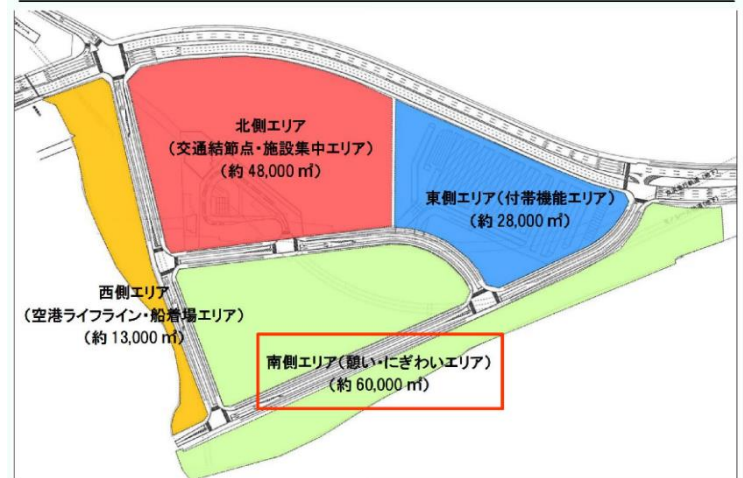 北側エリア
(交通結節点・施設集中エリア)
(約 48,000 ㎡)
東側エリア(付帯機能エリア)
(約 28,000 ㎡)
西側エリア
(空港ライフライン・船着場エリア)
(約 13,000 ㎡)
南側エリア(憩い・にぎわいエリア)
(約 60,000 ㎡)